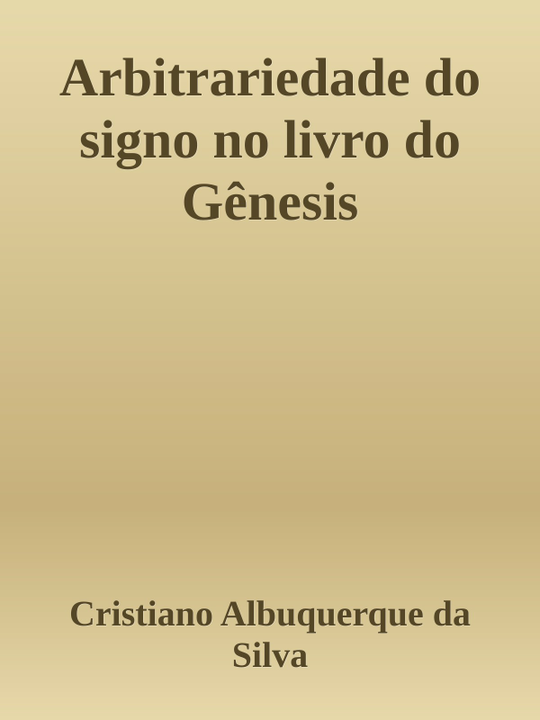 Arbitrariedade do
signo no livro do
Gênesis
Cristiano Albuquerque da
Silva